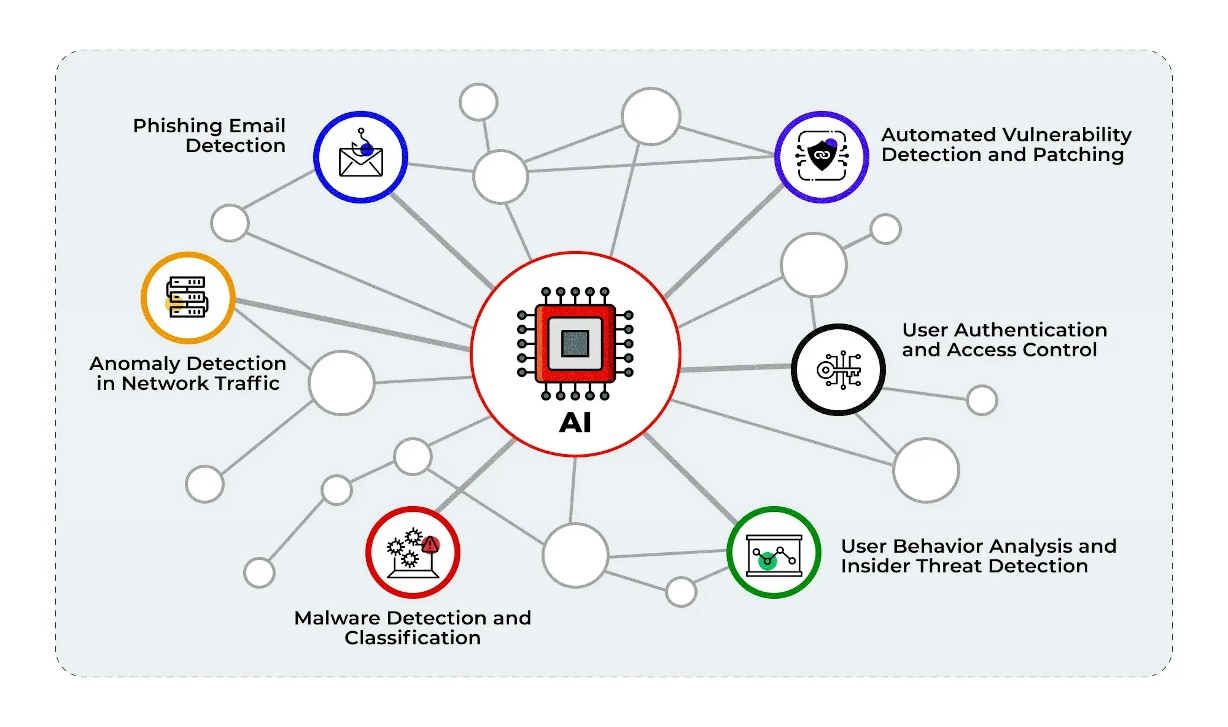 Phishing Email
Detection
Automated Vulnerability
Detection and Patching
Anomaly Detection
in Network Traffic
User Authentication
and Access Control
AI
User Behavior Analysis and
Insider Threat Detection
Malware Detection and
Classification